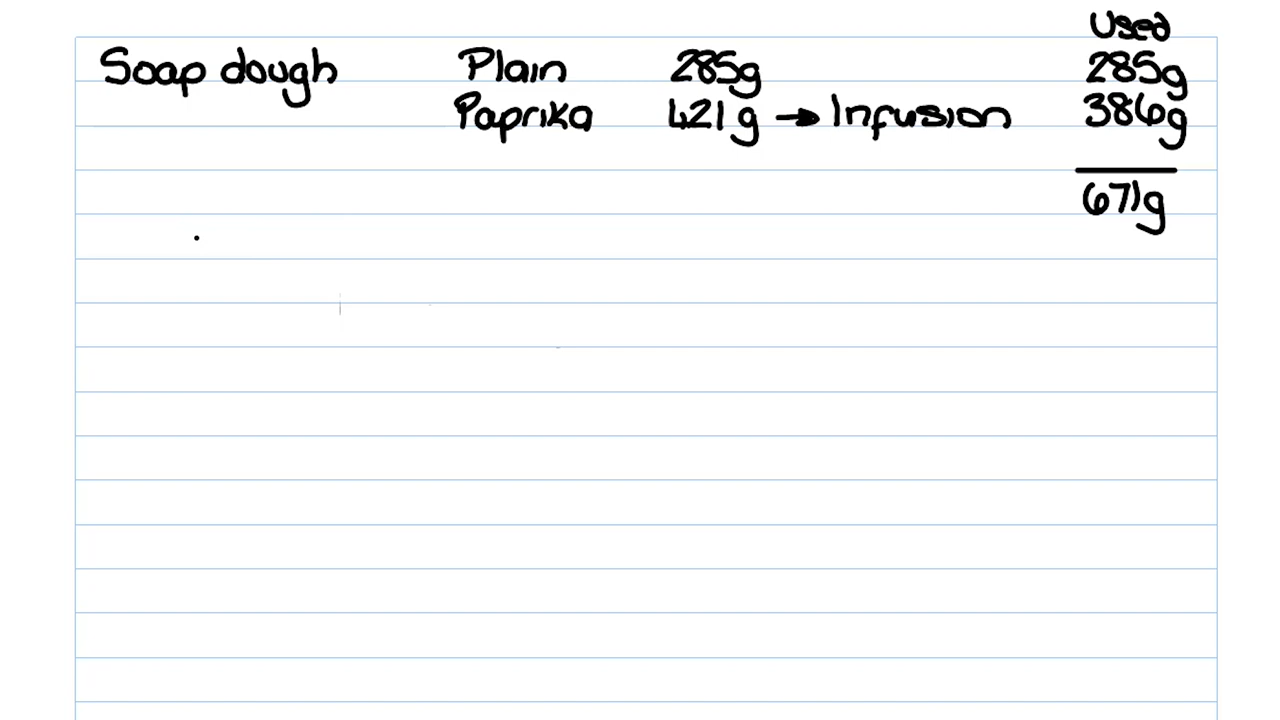 Used
Soap dough Plain 285g 285g
Paprika 421g → Infusion 386g
671g